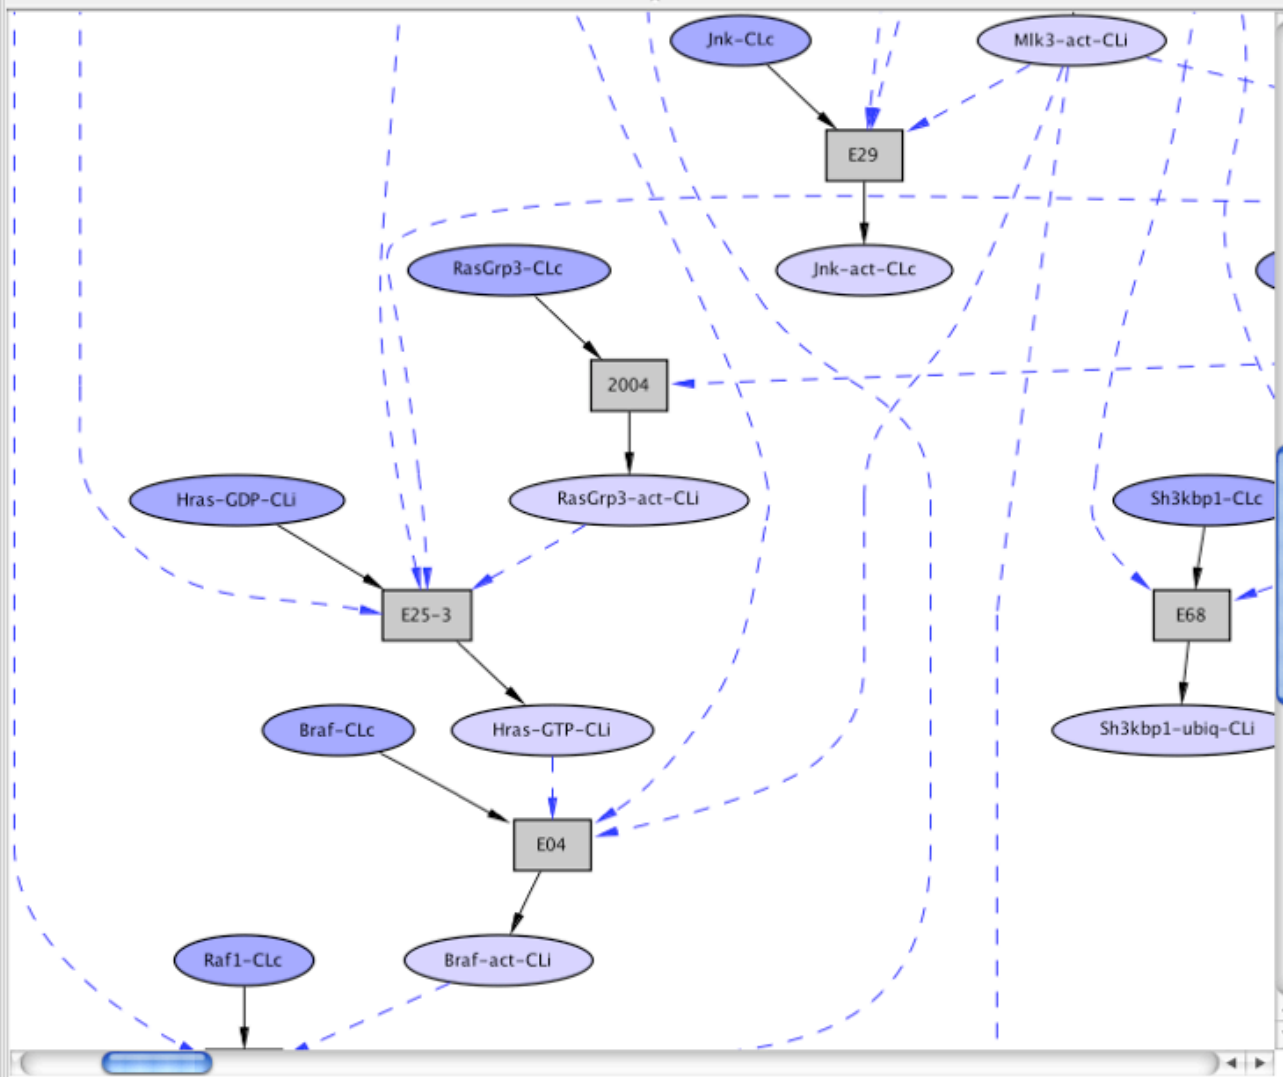 Jnk-CLc
Mlk3-act-CLi
E29
RasGrp3-CLc
Jnk-act-CLc
2004
Hras-GDP-CLi
RasGrp3-act-CLi
Sh3kbp1-CLc
E25-3
E68
Braf-CLc
Hras-GTP-CLi
Sh3kbp1-ubiq-CLi
E04
Raf1-CLc
Braf-act-CLi